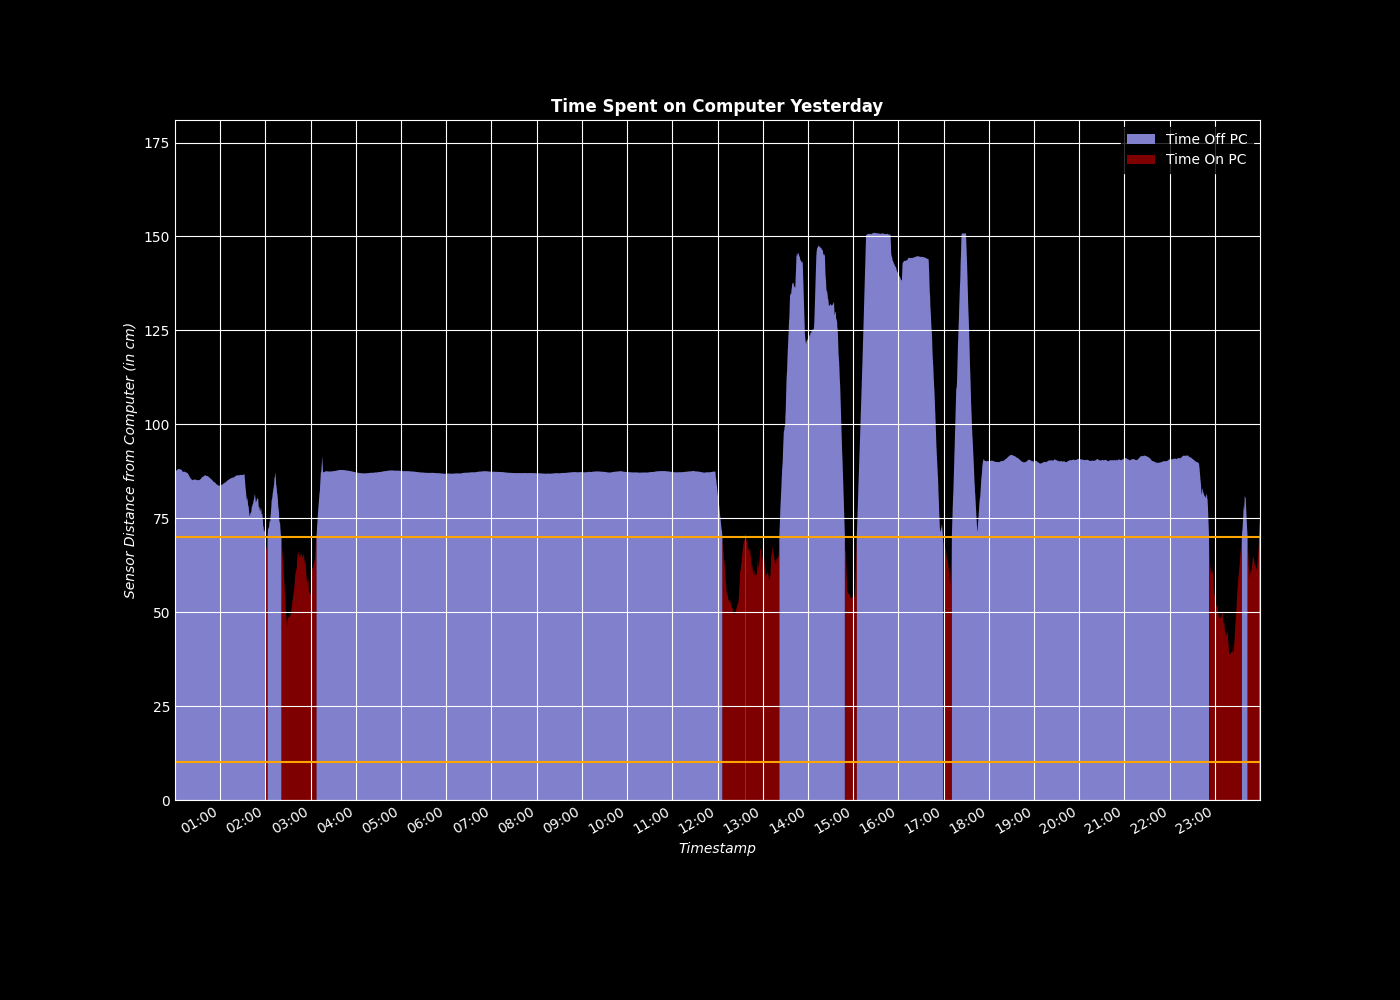 Time Spent on Computer Yesterday
Time Off PC
Time On PC
Sensor Distance from Computer (in cm)
175
150
125
100
75
50
25
0
01:00 02:00 03:00 04:00 05:00 06:00 07:00 08:00 09:00 10:00 11:00 12:00 13:00 14:00 15:00 16:00 17:00 18:00 19:00 20:00 21:00 22:00 23:00
Timestamp